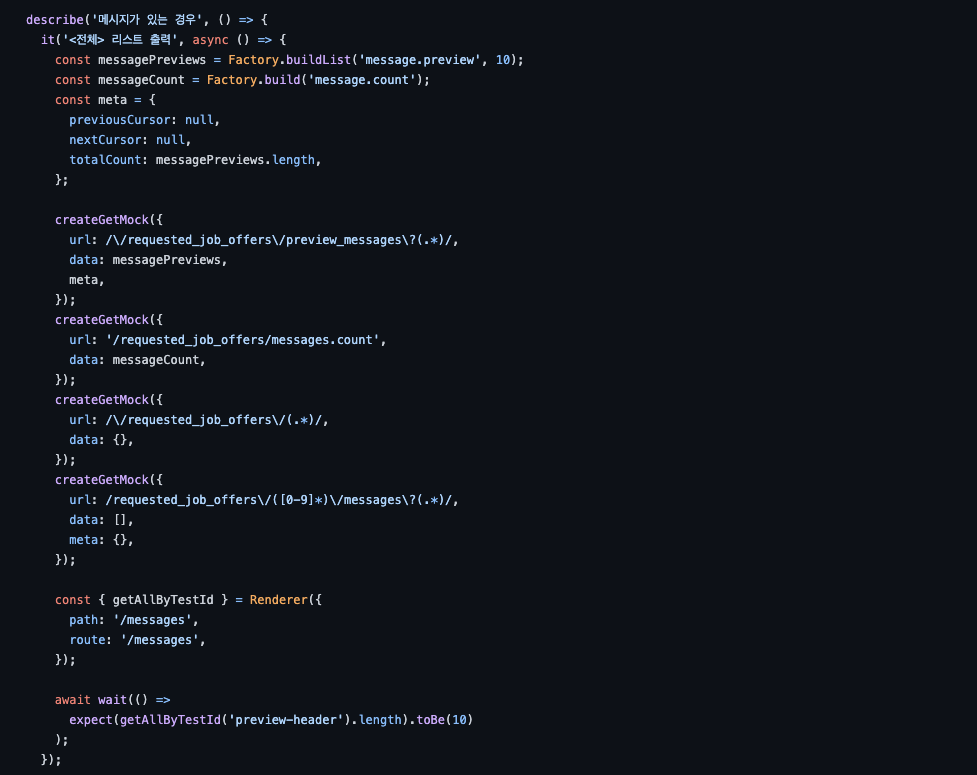 describe('메시지가 있는 경우', () => {
  it('<전체> 리스트 출력', async () => {
    const messagePreviews = Factory.buildList('message.preview', 10);
    const messageCount = Factory.build('message.count');
    const meta = {
      previousCursor: null,
      nextCursor: null,
      totalCount: messagePreviews.length,
    };

    createGetMock({
      url: /\/requested_job_offers\/preview_messages\?(.*)/,
      data: messagePreviews,
      meta,
    });
    createGetMock({
      url: '/requested_job_offers/messages.count',
      data: messageCount,
    });
    createGetMock({
      url: /\/requested_job_offers\/(.*)/,
      data: {},
    });
    createGetMock({
      url: /requested_job_offers\/([0-9]*)\/messages\?(.*)/,
      data: [],
      meta: {},
    });

    const { getAllByTestId } = Renderer({
      path: '/messages',
      route: '/messages',
    });

    await wait(() =>
      expect(getAllByTestId('preview-header').length).toBe(10)
    );
  });